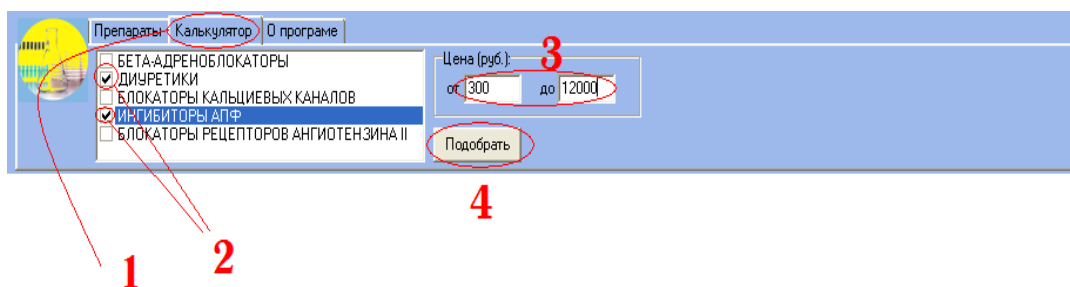 Препараты Калькулятор О програме
БЕТА-АДРЕНОБЛОКАТОРЫ
ДИУРЕТИКИ
БЛОКАТОРЫ КАЛЬЦИЕВЫХ КАНАЛОВ
ИНГИБИТОРЫ АПФ
БЛОКАТОРЫ РЕЦЕПТОРОВ АНГИОТЕНЗИНА II
Цена (руб.):
3
от 300 до 12000
Подобрать
4
1
2